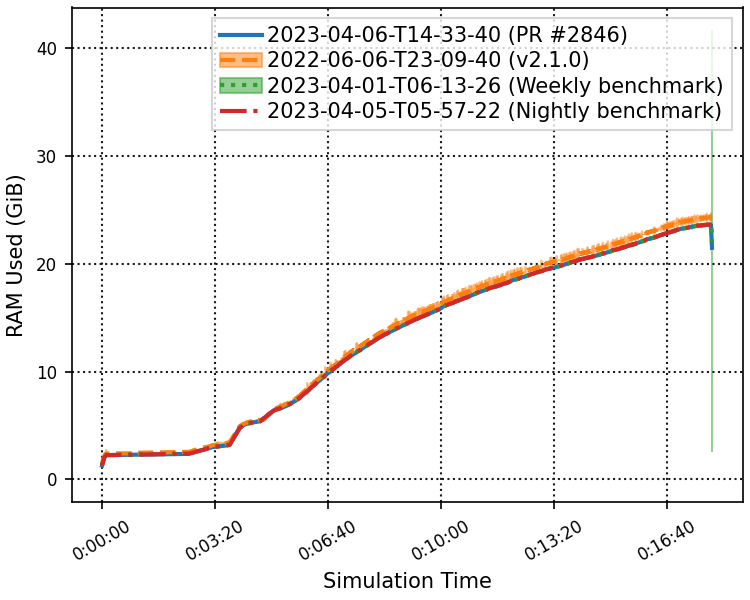 2023-04-06-T14-33-40 (PR #2846)
2022-06-06-T23-09-40 (v2.1.0)
2023-04-01-T06-13-26 (Weekly benchmark)
2023-04-05-T05-57-22 (Nightly benchmark)
RAM Used (GiB)
40
30
20
10
0
0:00:00 0:03:20 0:06:40 0:10:00 0:13:20 0:16:40
Simulation Time